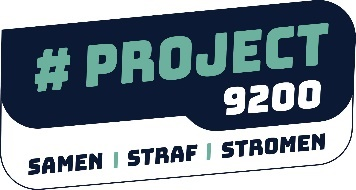 # PROJECT
9200
SAMEN | STRAF | STROMEN